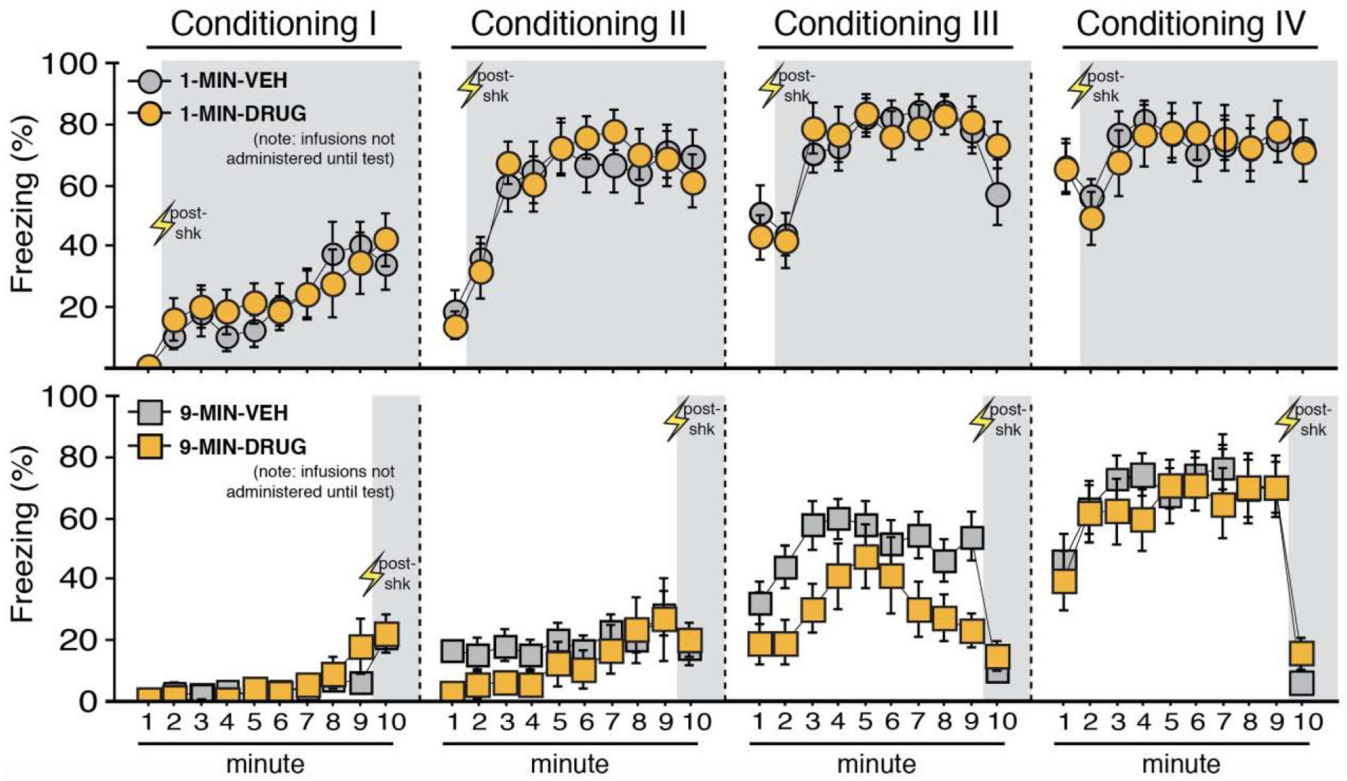 Conditioning I Conditioning II Conditioning III Conditioning IV
Freezing (%)
100
80
60
40
20
1-MIN-VEH
1-MIN-DRUG
(note: infusions not
administered until test)
post-
shk
post-
shk
post-
shk
post-
shk
Freezing (%)
100
80
60
40
20
0
9-MIN-VEH
9-MIN-DRUG
(note: infusions not
administered until test)
post-
shk
post-
shk
post-
shk
post-
shk
1 2 3 4 5 6 7 8 9 10 1 2 3 4 5 6 7 8 9 10 1 2 3 4 5 6 7 8 9 10 1 2 3 4 5 6 7 8 9 10
minute minute minute minute